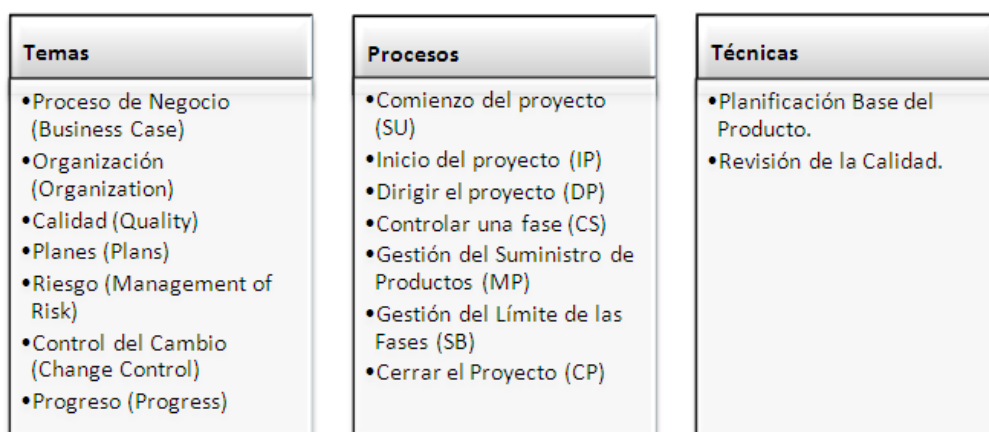 Temas
•Proceso de Negocio
(Business Case)
•Organización
(Organization)
•Calidad (Quality)
•Planes (Plans)
•Riesgo (Management of
Risk)
•Control del Cambio
(Change Control)
•Progreso (Progress)
Procesos
•Comienzo del proyecto
(SU)
•Inicio del proyecto (IP)
•Dirigir el proyecto (DP)
•Controlar una fase (CS)
•Gestión del Suministro de
Productos (MP)
•Gestión del Límite de las
Fases (SB)
•Cerrar el Proyecto (CP)
Técnicas
•Planificación Base del
Producto.
•Revisión de la Calidad.